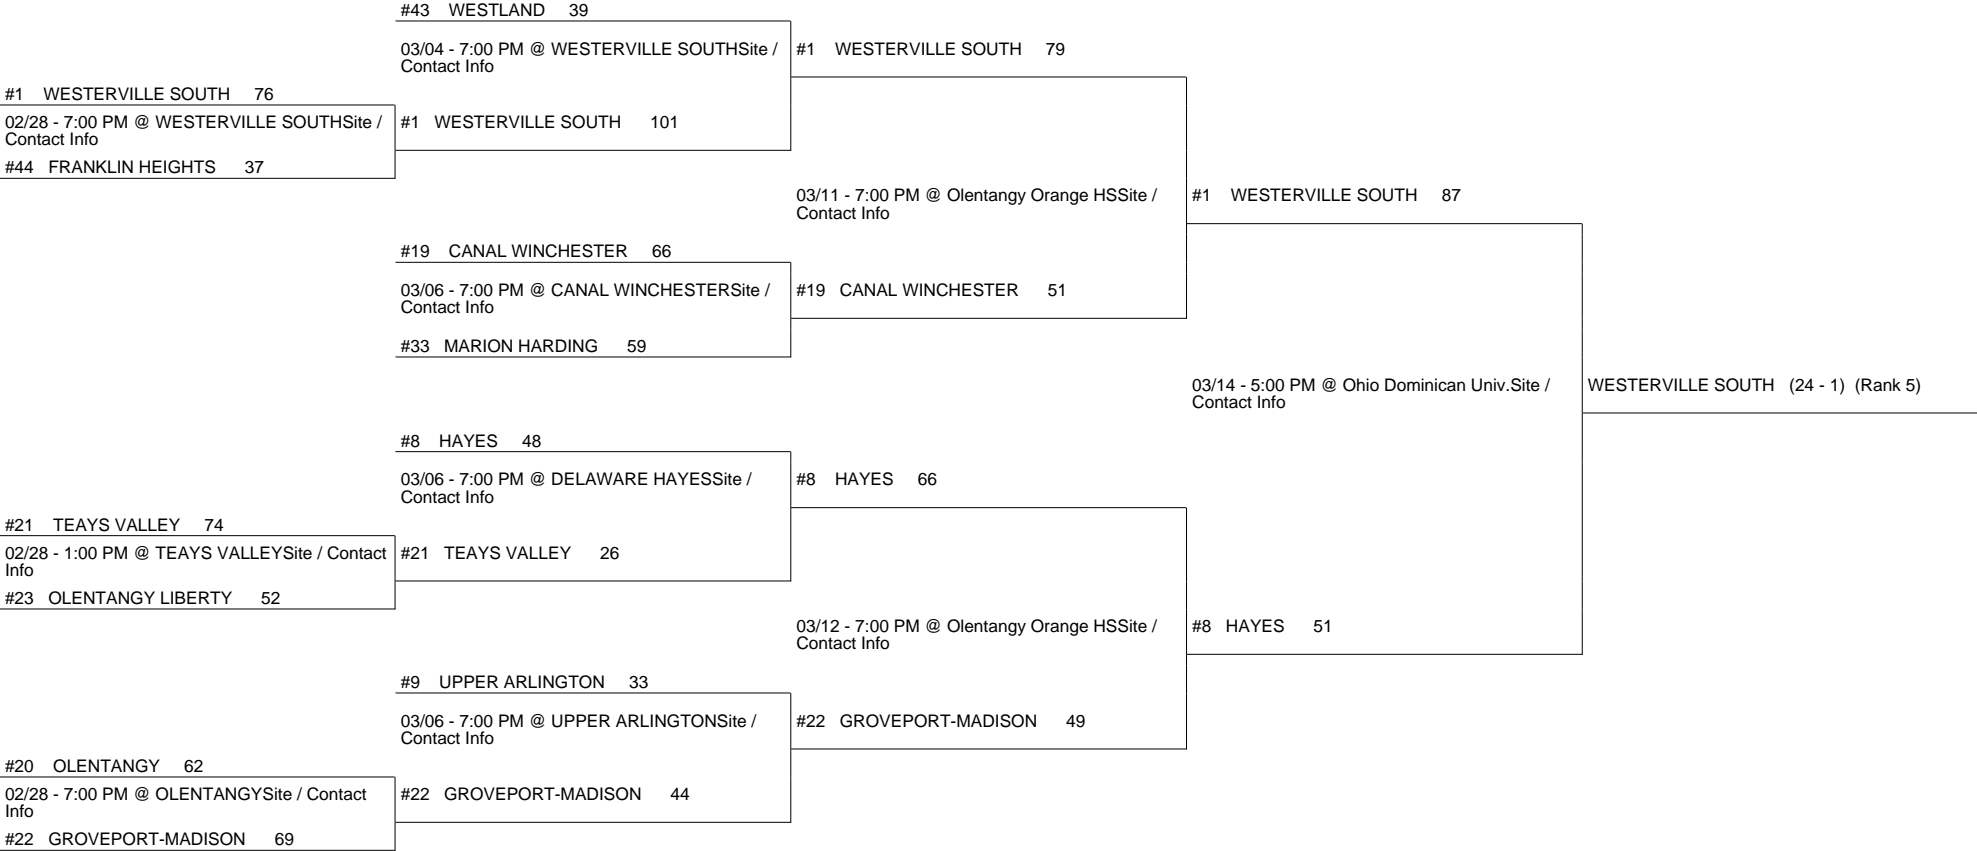 #43 WESTLAND 39
03/04 - 7:00 PM @ WESTERVILLE SOUTHSite /
Contact Info
#1 WESTERVILLE SOUTH 79
#1 WESTERVILLE SOUTH 76
02/28 - 7:00 PM @ WESTERVILLE SOUTHSite /
Contact Info
#1 WESTERVILLE SOUTH 101
#44 FRANKLIN HEIGHTS 37
03/11 - 7:00 PM @ Olentangy Orange HSSite /
Contact Info
#1 WESTERVILLE SOUTH 87
#19 CANAL WINCHESTER 66
03/06 - 7:00 PM @ CANAL WINCHESTERSite /
Contact Info
#19 CANAL WINCHESTER 51
#33 MARION HARDING 59
03/14 - 5:00 PM @ Ohio Dominican Univ.Site /
Contact Info
WESTERVILLE SOUTH (24 - 1) (Rank 5)
#8 HAYES 48
03/06 - 7:00 PM @ DELAWARE HAYESSite /
Contact Info
#8 HAYES 66
#21 TEAYS VALLEY 74
02/28 - 1:00 PM @ TEAYS VALLEYSite / Contact
Info
#21 TEAYS VALLEY 26
#23 OLENTANGY LIBERTY 52
03/12 - 7:00 PM @ Olentangy Orange HSSite /
Contact Info
#8 HAYES 51
#9 UPPER ARLINGTON 33
03/06 - 7:00 PM @ UPPER ARLINGTONSite /
Contact Info
#22 GROVEPORT-MADISON 49
#20 OLENTANGY 62
02/28 - 7:00 PM @ OLENTANGYSite / Contact
Info
#22 GROVEPORT-MADISON 44
#22 GROVEPORT-MADISON 69